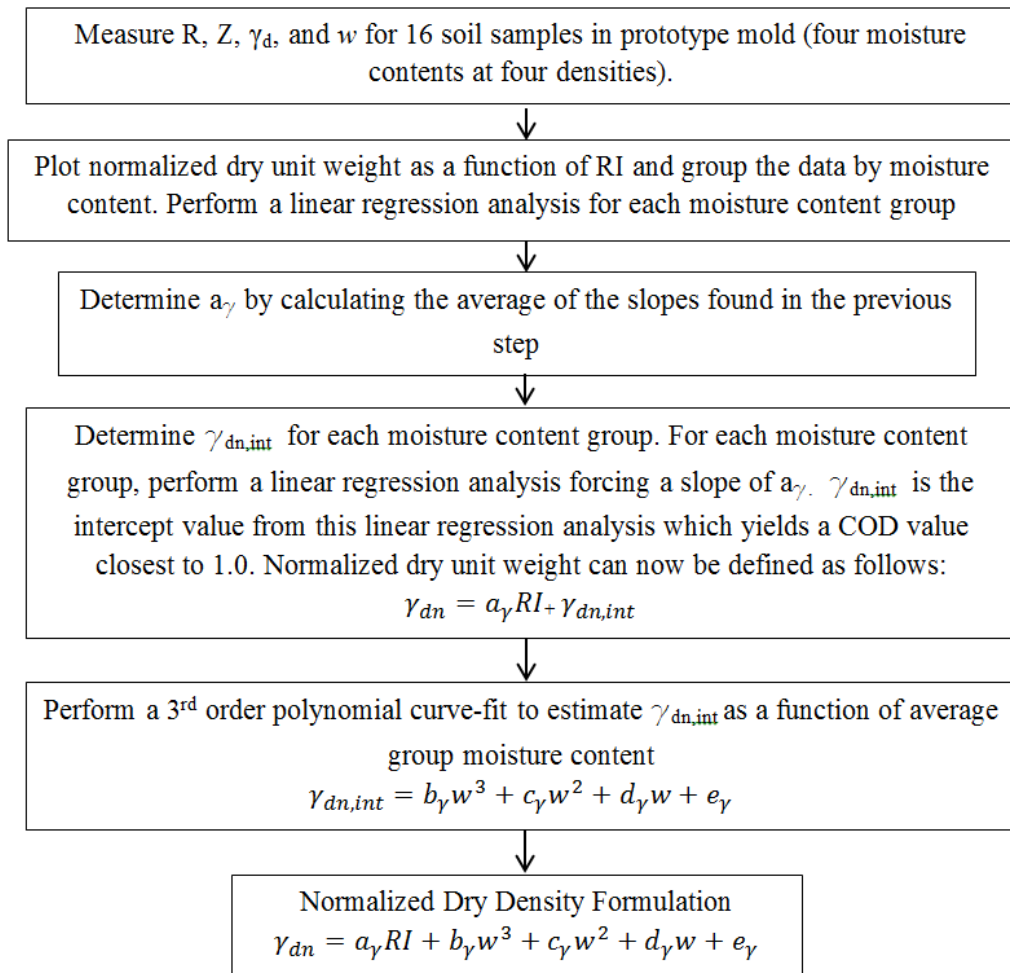 Measure R, Z, γd, and w for 16 soil samples in prototype mold (four moisture
contents at four densities).
Plot normalized dry unit weight as a function of RI and group the data by moisture
content. Perform a linear regression analysis for each moisture content group
Determine aγ by calculating the average of the slopes found in the previous
step
Determine γdn,int for each moisture content group. For each moisture content
group, perform a linear regression analysis forcing a slope of aγ. γdn,int is the
intercept value from this linear regression analysis which yields a COD value
closest to 1.0. Normalized dry unit weight can now be defined as follows:
γdn = aγRI + γdn,int
Perform a 3rd order polynomial curve-fit to estimate γdn,int as a function of average
group moisture content
γdn,int = bγw³ + cγw² + dγw + eγ
Normalized Dry Density Formulation
γdn = aγRI + bγw³ + cγw² + dγw + eγ